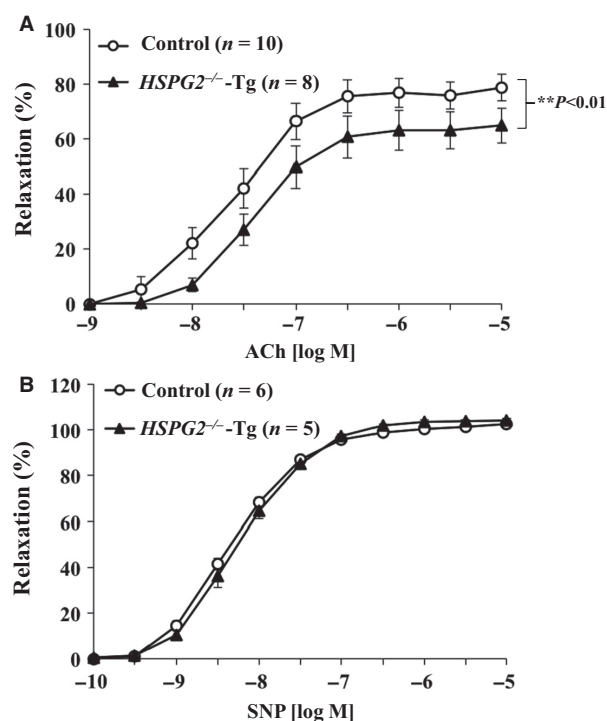 A
Control (n = 10)
HSPG2–/–-Tg (n = 8)
Relaxation (%)
100
80
60
40
20
0
**P<0.01
–9
–8
–7
–6
–5
ACh [log M]
B
Control (n = 6)
HSPG2–/–-Tg (n = 5)
Relaxation (%)
120
100
80
60
40
20
0
–10
–9
–8
–7
–6
–5
SNP [log M]